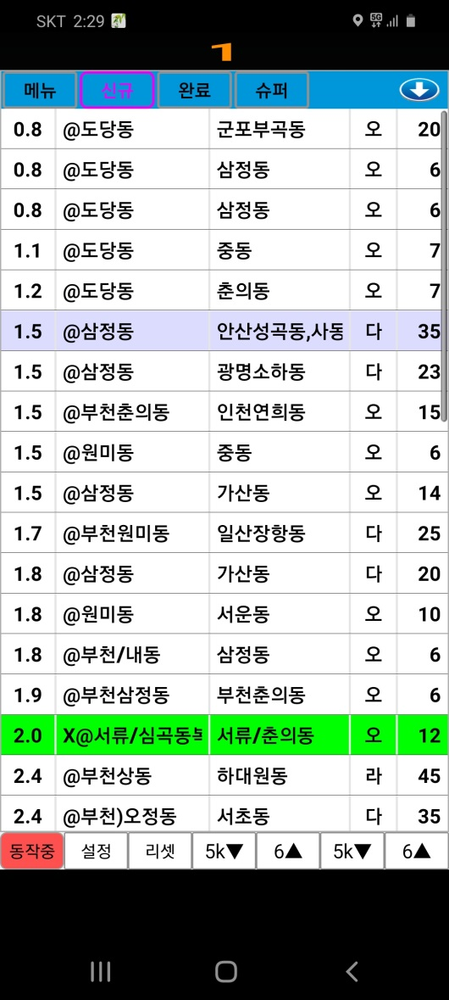 SKT 2:29
5G
메뉴 신규 완료 슈퍼
0.8 @도당동 군포부곡동 오 20
0.8 @도당동 삼정동 오 6
0.8 @도당동 삼정동 오 6
1.1 @도당동 중동 오 7
1.2 @도당동 춘의동 오 7
1.5 @삼정동 안산성곡동,사동 다 35
1.5 @삼정동 광명소하동 다 23
1.5 @부천춘의동 인천연희동 오 15
1.5 @원미동 중동 오 6
1.5 @삼정동 가산동 오 14
1.7 @부천원미동 일산장항동 다 25
1.8 @삼정동 가산동 다 20
1.8 @원미동 서운동 오 10
1.8 @부천/내동 삼정동 오 6
1.9 @부천삼정동 부천춘의동 오 6
2.0 X@서류/심곡동 서류/춘의동 오 12
2.4 @부천상동 하대원동 라 45
2.4 @부천)오정동 서초동 다 35
동작중 설정 리셋 5k▼ 6▲ 5k▼ 6▲